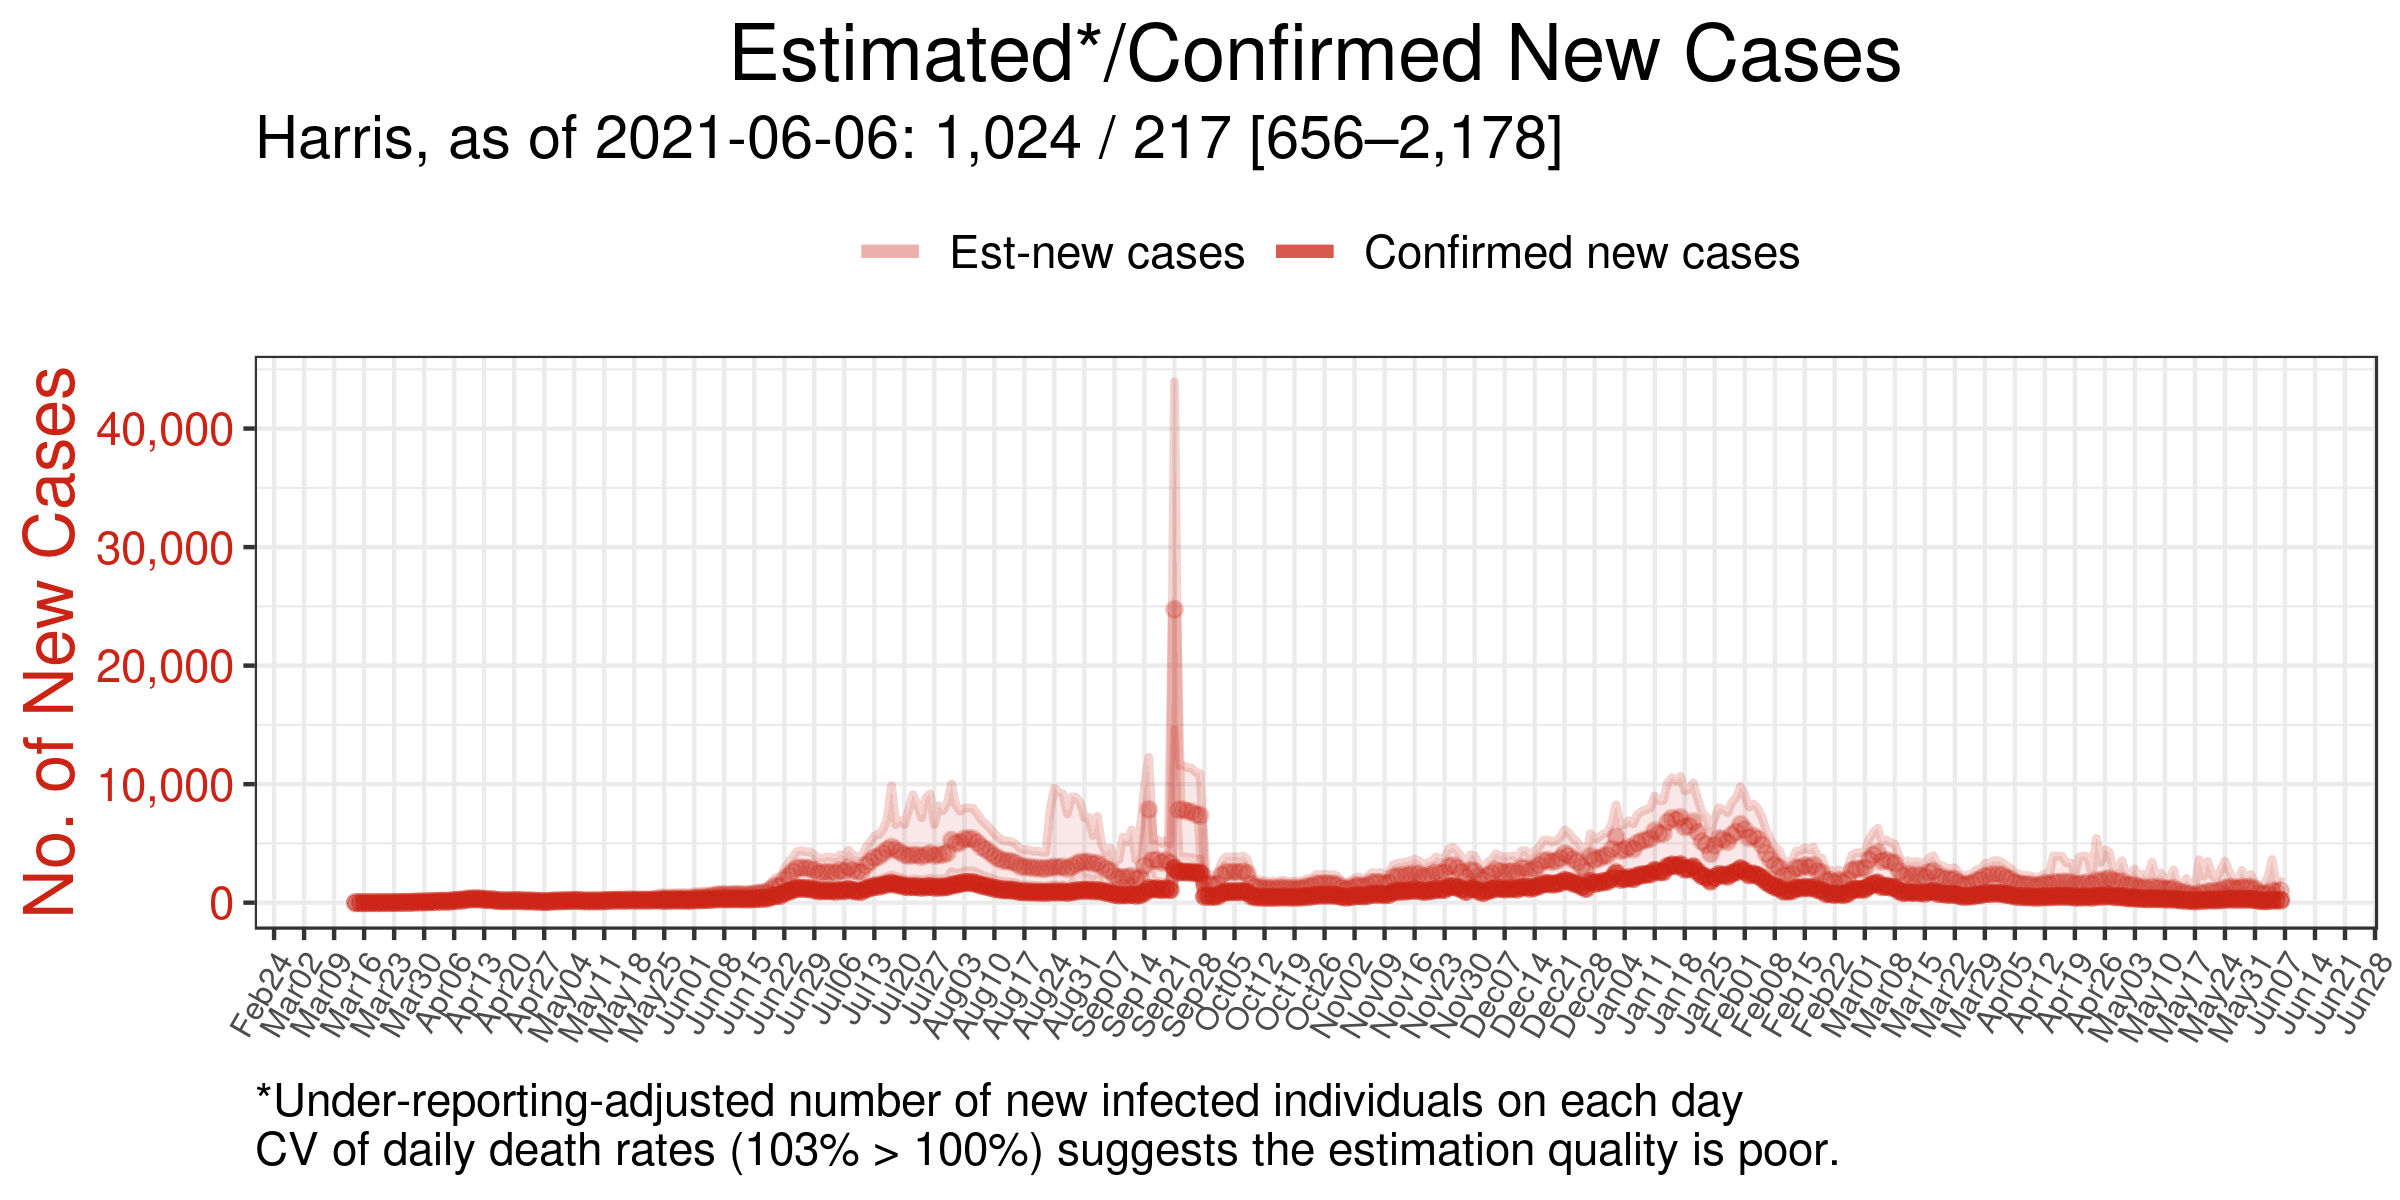 Estimated*/Confirmed New Cases
Harris, as of 2021-06-06: 1,024 / 217 [656–2,178]
Est-new cases
Confirmed new cases
No. of New Cases
40,000
30,000
20,000
10,000
0
Feb24
Mar02
Mar09
Mar16
Mar23
Mar30
Apr06
Apr13
Apr20
Apr27
May04
May11
May18
May25
Jun01
Jun08
Jun15
Jun22
Jun29
Jul06
Jul13
Jul20
Jul27
Aug03
Aug10
Aug17
Aug24
Aug31
Sep07
Sep14
Sep21
Sep28
Oct05
Oct12
Oct19
Oct26
Nov02
Nov09
Nov16
Nov23
Nov30
Dec07
Dec14
Dec21
Dec28
Jan04
Jan11
Jan18
Jan25
Feb01
Feb08
Feb15
Feb22
Mar01
Mar08
Mar15
Mar22
Mar29
Apr05
Apr12
Apr19
Apr26
May03
May10
May17
May24
May31
Jun07
Jun14
Jun21
Jun28
*Under-reporting-adjusted number of new infected individuals on each day
CV of daily death rates (103% > 100%) suggests the estimation quality is poor.